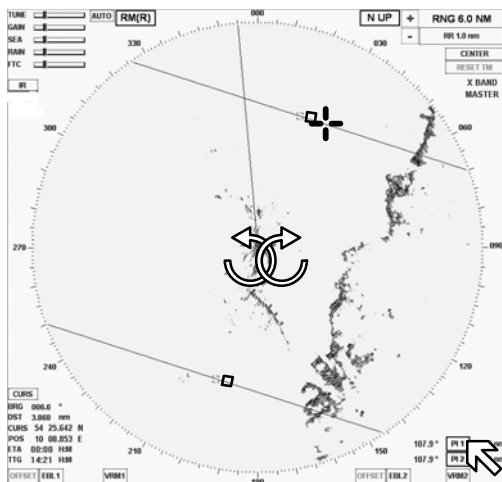 TUNE
GAIN
SEA
RAIN
FTC
AUTO
RM(R)
IR
N UP
+
RNG 6.0 NM
-
RR 1.0 nm
CENTER
RESET TM
X BAND
MASTER
000
030
060
090
120
150
180
240
270
300
330
CURS
BRG 006.6 °
DST 3.068 nm
CURS 54 25.642 N
POS 10 08.853 E
ETA 00:00 H:M
TTG 14:21 H:M
OFFSET EBL1
VRM1
107.9° PI 1
107.9° PI 2
OFFSET EBL2
VRM2